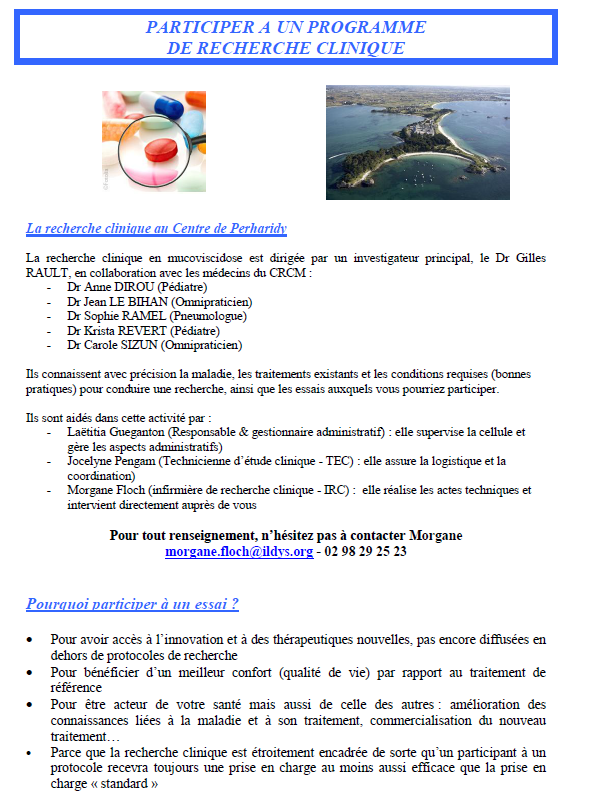 PARTICIPER A UN PROGRAMME
DE RECHERCHE CLINIQUE
La recherche clinique au Centre de Perharidy
La recherche clinique en mucoviscidose est dirigée par un investigateur principal, le Dr Gilles
RAULT, en collaboration avec les médecins du CRCM :
- Dr Anne DIROU (Pédiatre)
- Dr Jean LE BIHAN (Omnipraticien)
- Dr Sophie RAMEL (Pneumologue)
- Dr Krista REVERT (Pédiatre)
- Dr Carole SIZUN (Omnipraticien)
Ils connaissent avec précision la maladie, les traitements existants et les conditions requises (bonnes
pratiques) pour conduire une recherche, ainsi que les essais auxquels vous pourriez participer.
Ils sont aidés dans cette activité par :
- Laëtitia Gueganton (Responsable & gestionnaire administratif) : elle supervise la cellule et
gère les aspects administratifs)
- Jocelyne Pengam (Technicienne d’étude clinique - TEC) : elle assure la logistique et la
coordination)
- Morgane Floch (infirmière de recherche clinique - IRC) : elle réalise les actes techniques et
intervient directement auprès de vous
Pour tout renseignement, n’hésitez pas à contacter Morgane
morgane.floch@ildys.org - 02 98 29 25 23
Pourquoi participer à un essai ?
• Pour avoir accès à l’innovation et à des thérapeutiques nouvelles, pas encore diffusées en
dehors de protocoles de recherche
• Pour bénéficier d’un meilleur confort (qualité de vie) par rapport au traitement de
référence
• Pour être acteur de votre santé mais aussi de celle des autres : amélioration des
connaissances liées à la maladie et à son traitement, commercialisation du nouveau
traitement…
• Parce que la recherche clinique est étroitement encadrée de sorte qu’un participant à un
protocole recevra toujours une prise en charge au moins aussi efficace que la prise en
charge « standard »